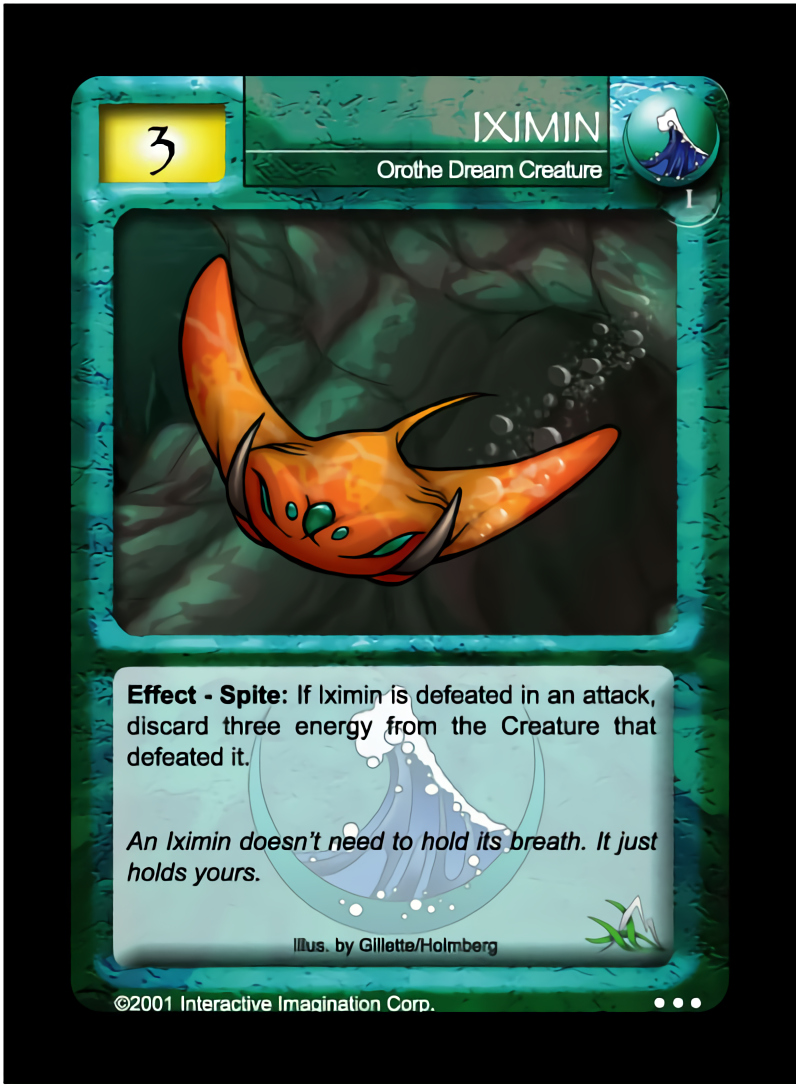 3
IXIMIN
Orothe Dream Creature
I
Effect - Spite: If Iximin is defeated in an attack,
discard three energy from the Creature that
defeated it.
An Iximin doesn't need to hold its breath. It just
holds yours.
Illus. by Gillette/Holmberg
©2001 Interactive Imagination Corp.